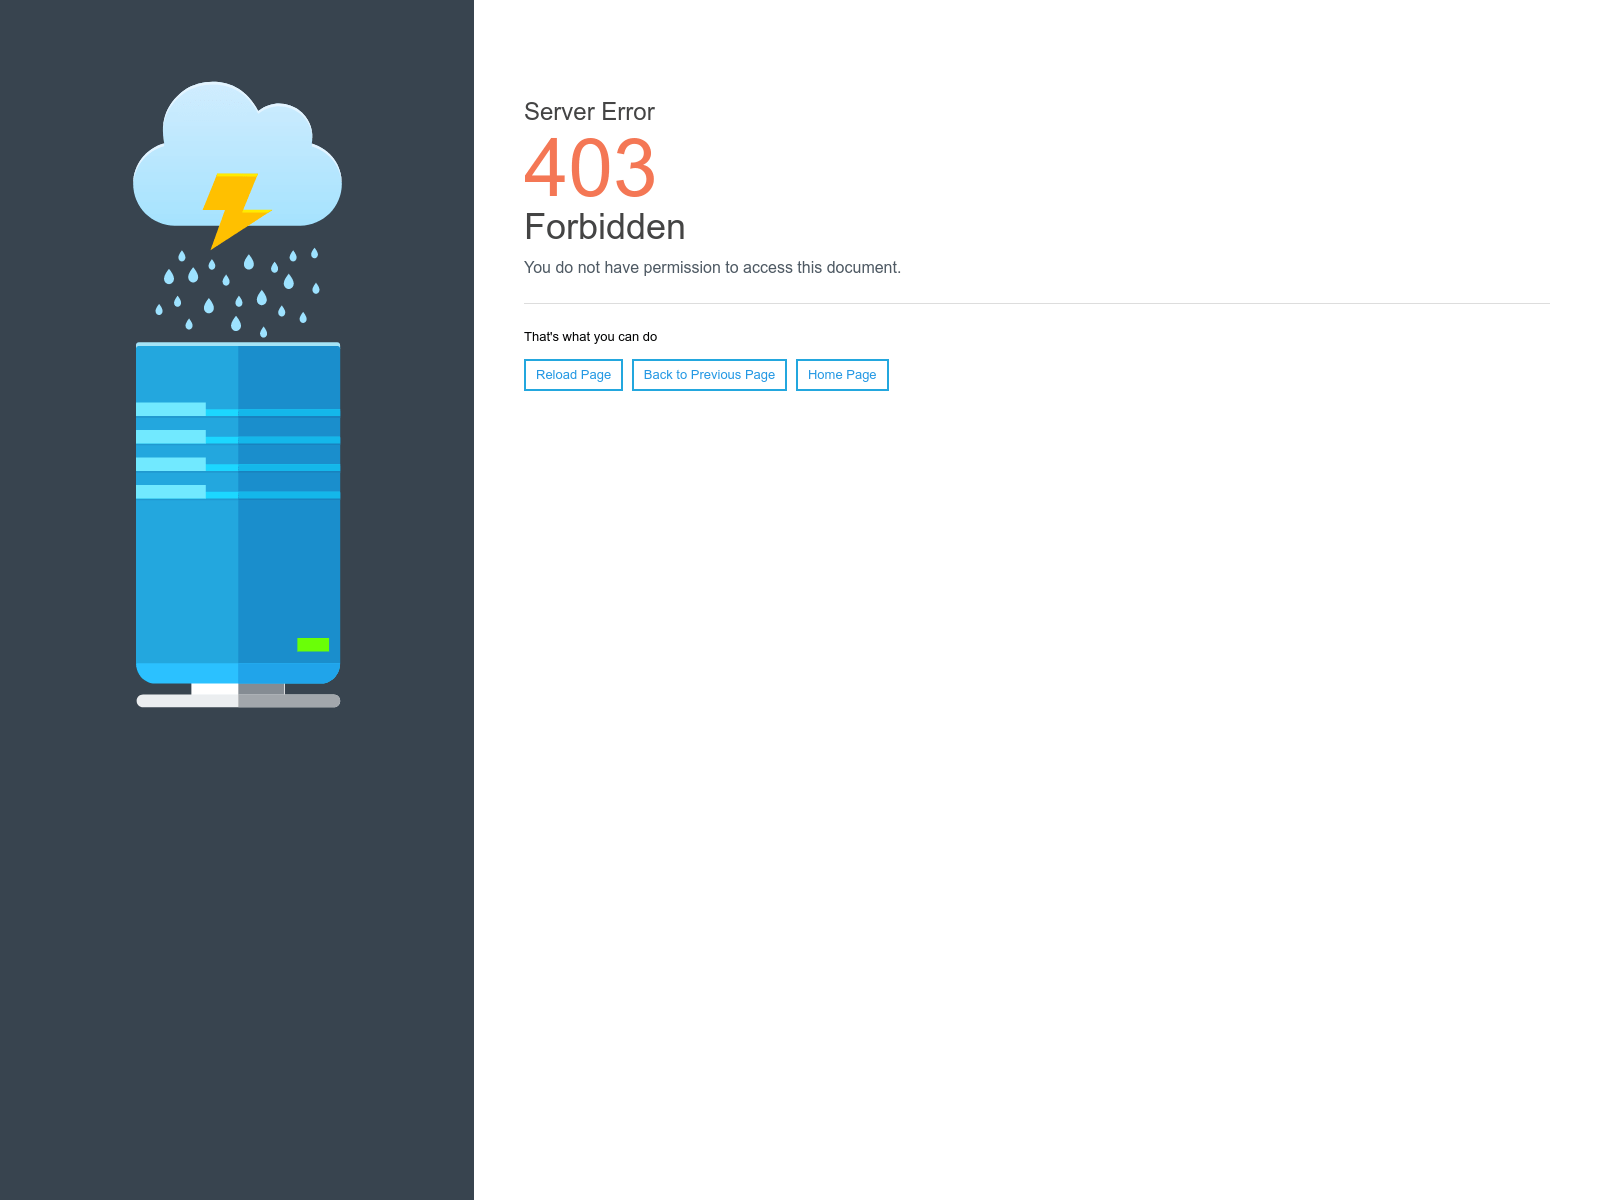 Server Error
403
Forbidden
You do not have permission to access this document.
That's what you can do
Reload Page Back to Previous Page Home Page